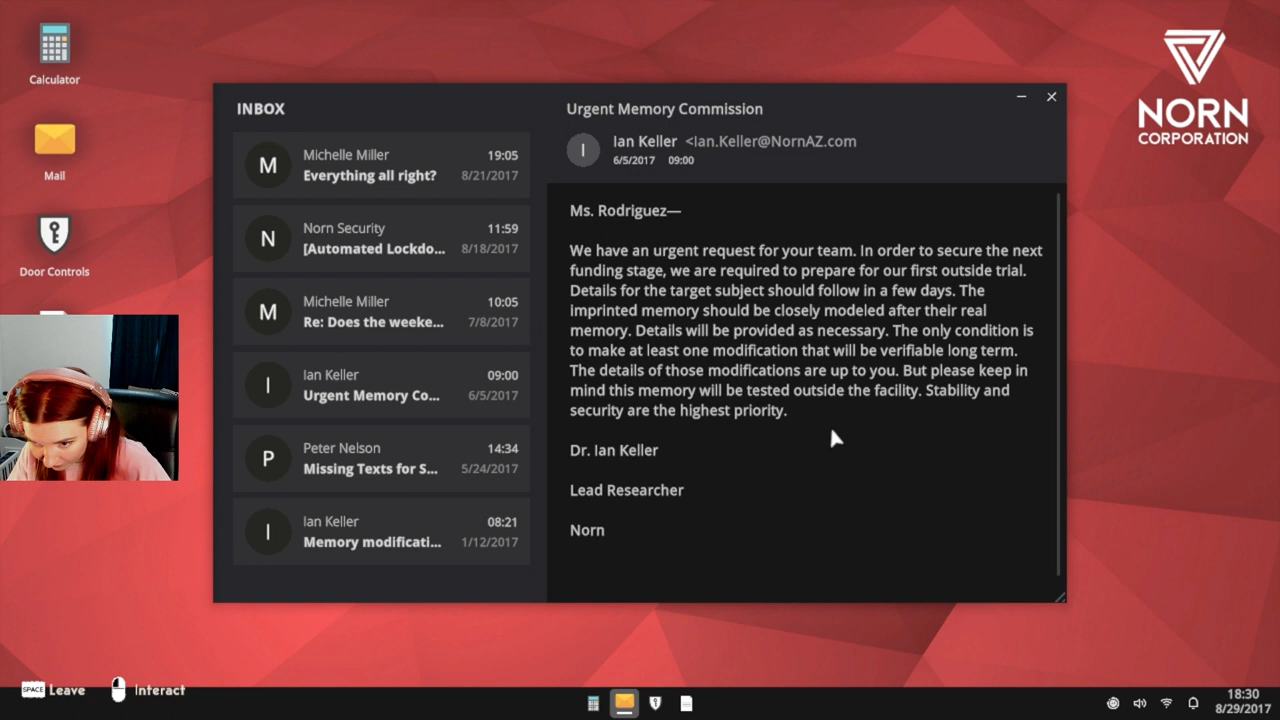 Calculator
Mail
Door Controls
NORN
CORPORATION
INBOX
M
Michelle Miller 19:05
Everything all right? 8/21/2017
N
Norn Security 11:59
[Automated Lockdo... 8/18/2017
M
Michelle Miller 10:05
Re: Does the weeke... 7/8/2017
I
Ian Keller 09:00
Urgent Memory Co... 6/5/2017
P
Peter Nelson 14:34
Missing Texts for S... 5/24/2017
I
Ian Keller 08:21
Memory modificati... 1/12/2017
Urgent Memory Commission
I
Ian Keller <Ian.Keller@NornAZ.com
6/5/2017 09:00
Ms. Rodriguez—
We have an urgent request for your team. In order to secure the next
funding stage, we are required to prepare for our first outside trial.
Details for the target subject should follow in a few days. The
imprinted memory should be closely modeled after their real
memory. Details will be provided as necessary. The only condition is
to make at least one modification that will be verifiable long term.
The details of those modifications are up to you. But please keep in
mind this memory will be tested outside the facility. Stability and
security are the highest priority.
Dr. Ian Keller
Lead Researcher
Norn
SPACE Leave Interact
18:30
8/29/2017